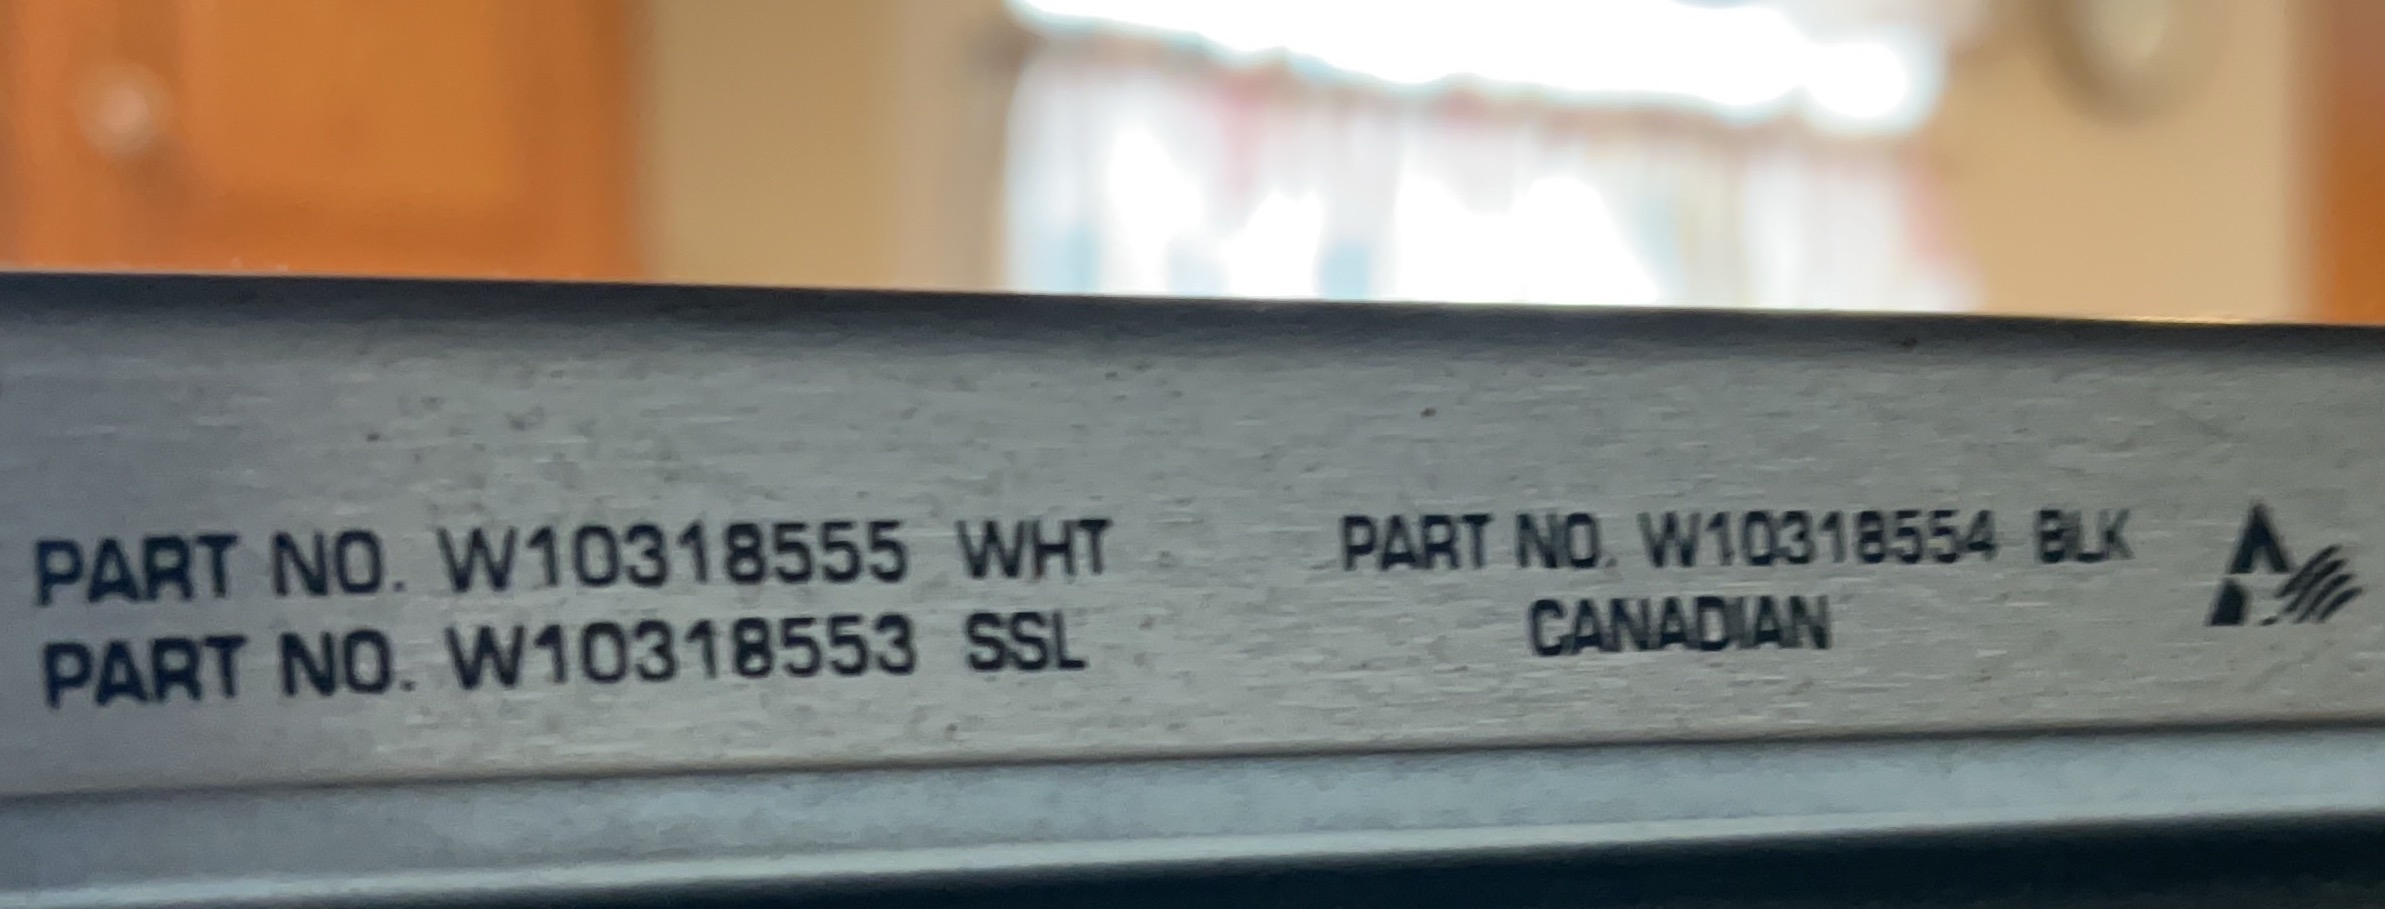 PART NO. W10318555 WHT
PART NO. W10318553 SSL
PART NO. W10318554 BLK
CANADIAN